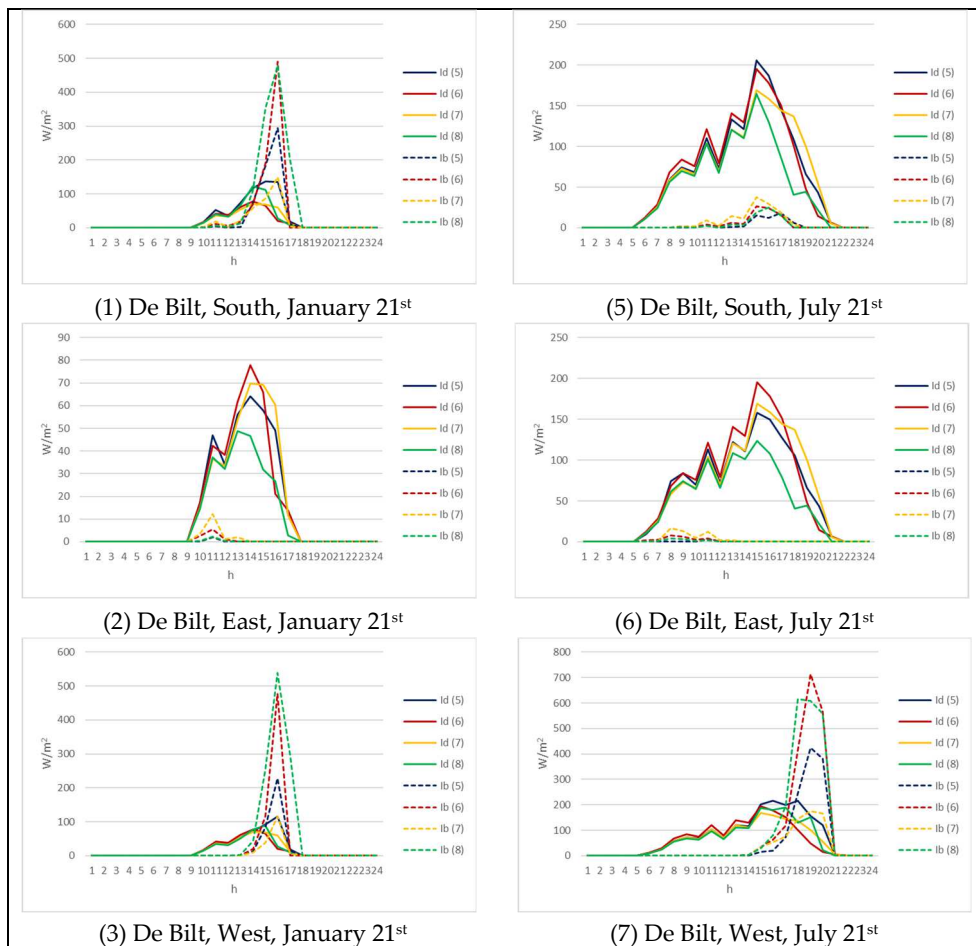 600
500
400
300
200
100
0
W/m²
1 2 3 4 5 6 7 8 9 101112131415161718192021222324
h
Id (5)
Id (6)
Id (7)
Id (8)
Ib (5)
Ib (6)
Ib (7)
Ib (8)
(1) De Bilt, South, January 21st
250
200
150
100
50
0
W/m²
1 2 3 4 5 6 7 8 9 101112131415161718192021222324
h
Id (5)
Id (6)
Id (7)
Id (8)
Ib (5)
Ib (6)
Ib (7)
Ib (8)
(5) De Bilt, South, July 21st
90
80
70
60
50
40
30
20
10
0
W/m²
1 2 3 4 5 6 7 8 9 101112131415161718192021222324
h
Id (5)
Id (6)
Id (7)
Id (8)
Ib (5)
Ib (6)
Ib (7)
Ib (8)
(2) De Bilt, East, January 21st
250
200
150
100
50
0
W/m²
1 2 3 4 5 6 7 8 9 101112131415161718192021222324
h
Id (5)
Id (6)
Id (7)
Id (8)
Ib (5)
Ib (6)
Ib (7)
Ib (8)
(6) De Bilt, East, July 21st
600
500
400
300
200
100
0
W/m²
1 2 3 4 5 6 7 8 9 101112131415161718192021222324
h
Id (5)
Id (6)
Id (7)
Id (8)
Ib (5)
Ib (6)
Ib (7)
Ib (8)
(3) De Bilt, West, January 21st
800
700
600
500
400
300
200
100
0
W/m²
1 2 3 4 5 6 7 8 9 101112131415161718192021222324
h
Id (5)
Id (6)
Id (7)
Id (8)
Ib (5)
Ib (6)
Ib (7)
Ib (8)
(7) De Bilt, West, July 21st